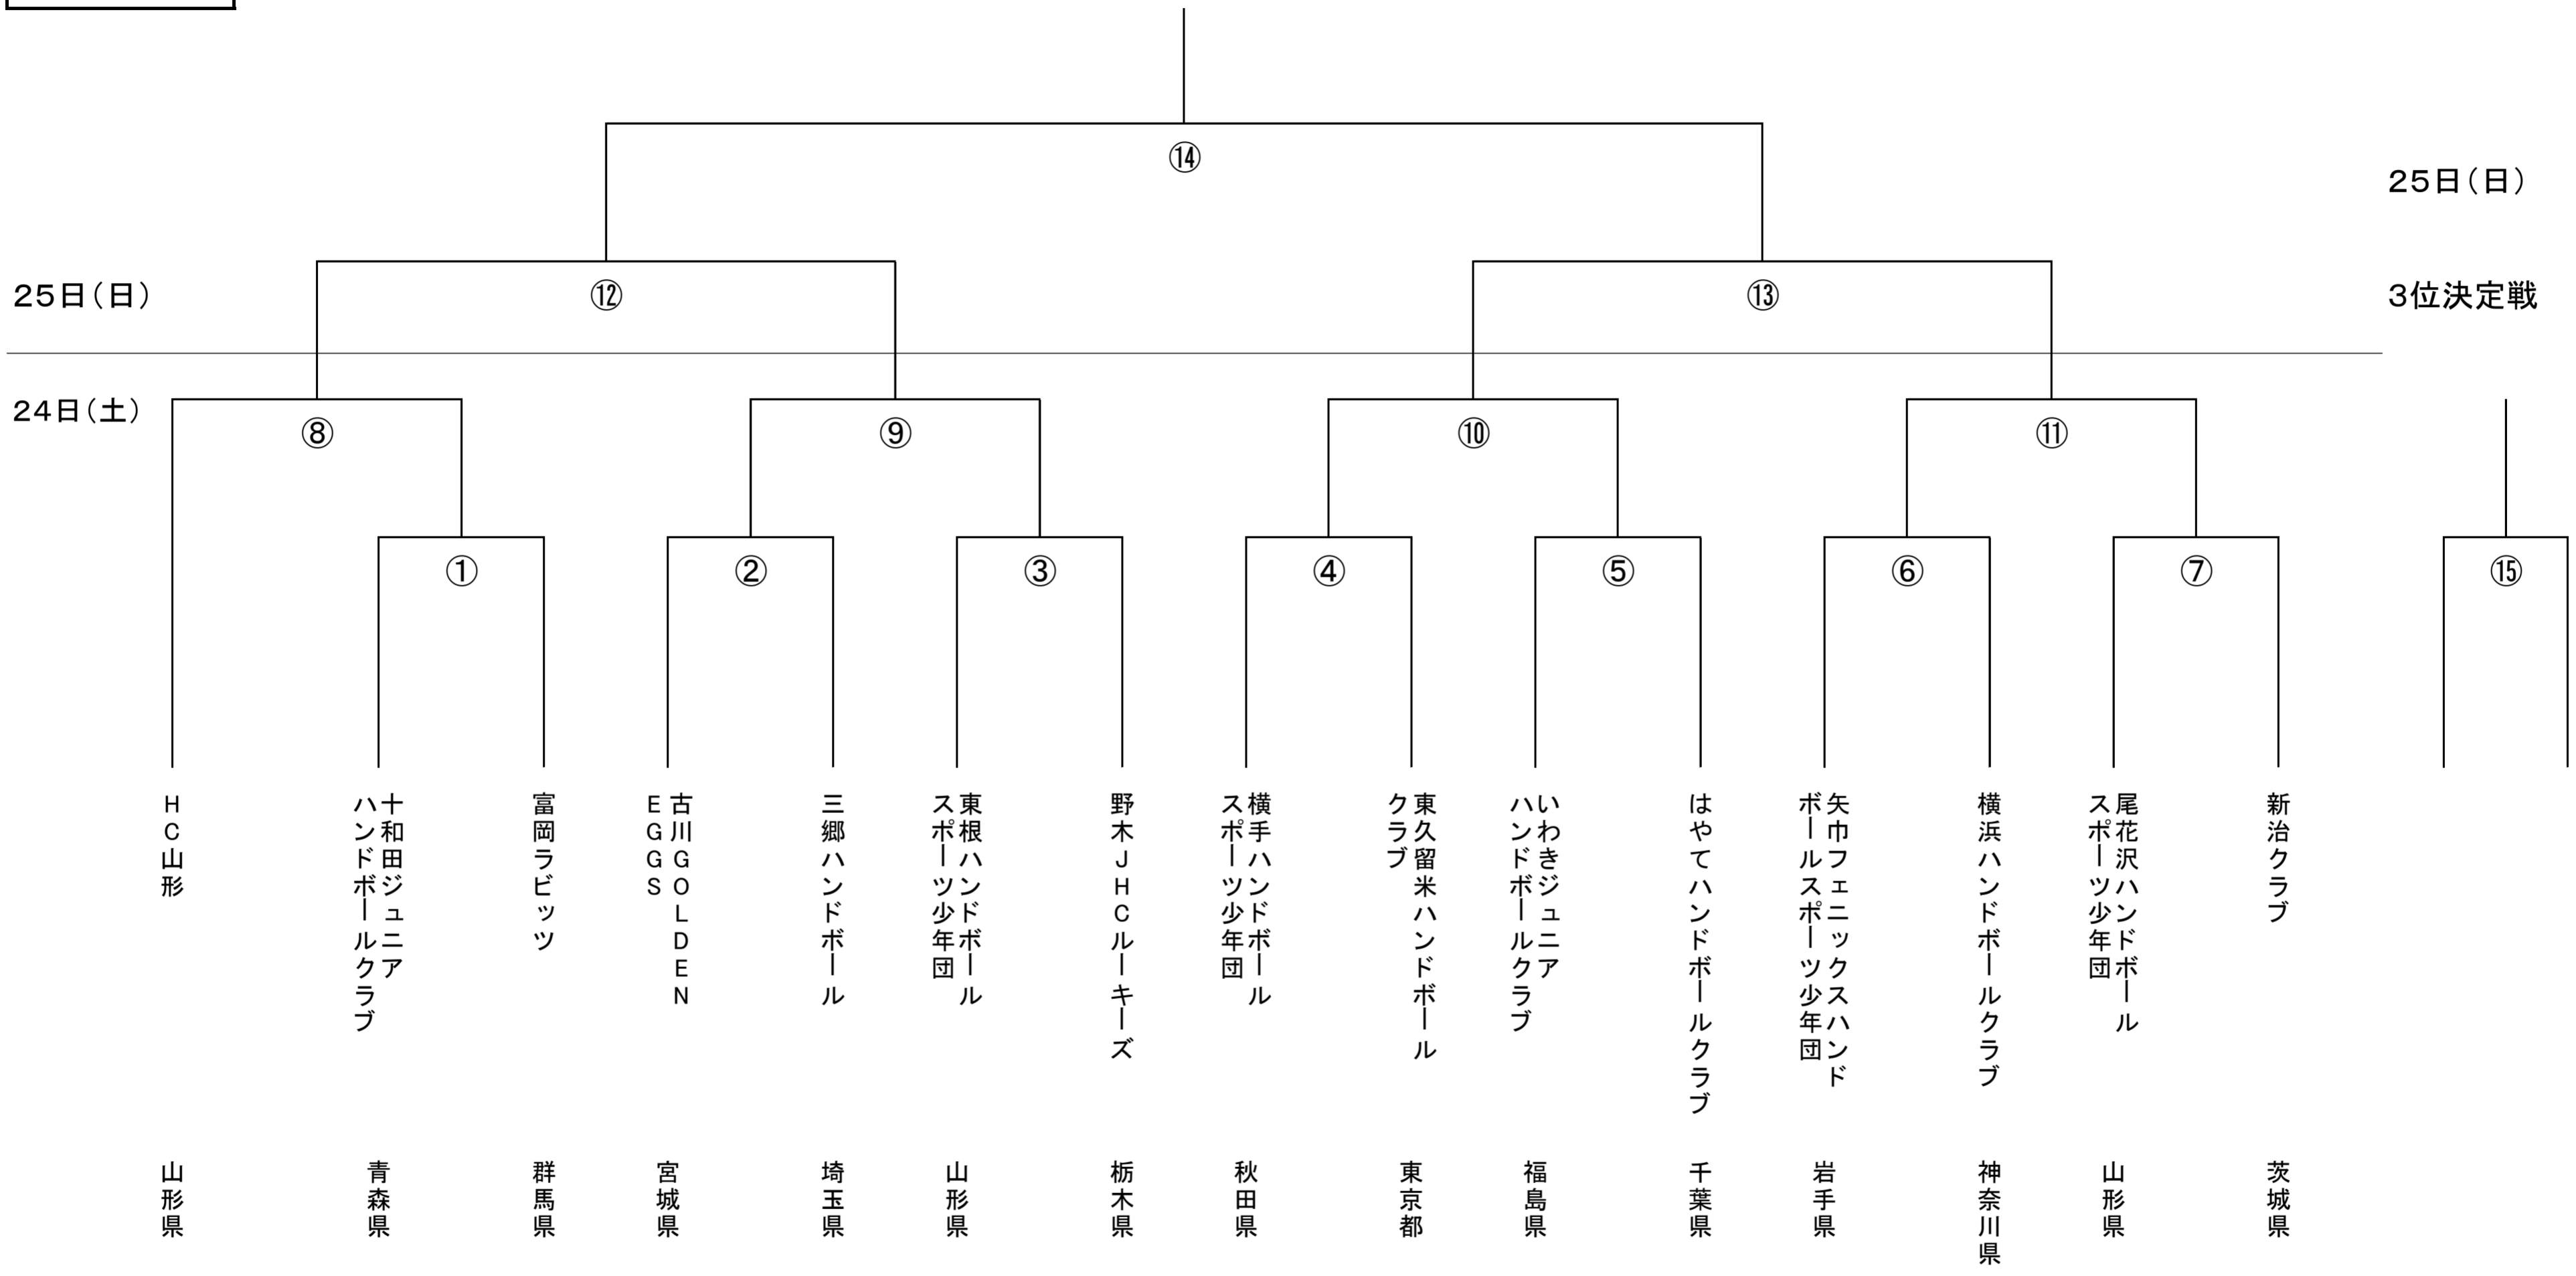 ⑭
25日（日）
25日（日）
⑫
⑬
3位決定戦
24日（土）
⑧
⑨
⑩
⑪
①
②
③
④
⑤
⑥
⑦
⑮
HC山形
十和田ジュニア
ハンドボールクラブ
富岡ラビッツ
古川GOLDEN
EGGS
三郷ハンドボール
東根ハンドボール
スポーツ少年団
野木JHCルーキーズ
横手ハンドボール
スポーツ少年団
東久留米ハンドボール
クラブ
いわきジュニア
ハンドボールクラブ
はやてハンドボールクラブ
矢巾フェニックスハンド
ボールスポーツ少年団
横浜ハンドボールクラブ
尾花沢ハンドボール
スポーツ少年団
新治クラブ
山形県
青森県
群馬県
宮城県
埼玉県
山形県
栃木県
秋田県
東京都
福島県
千葉県
岩手県
神奈川県
山形県
茨城県